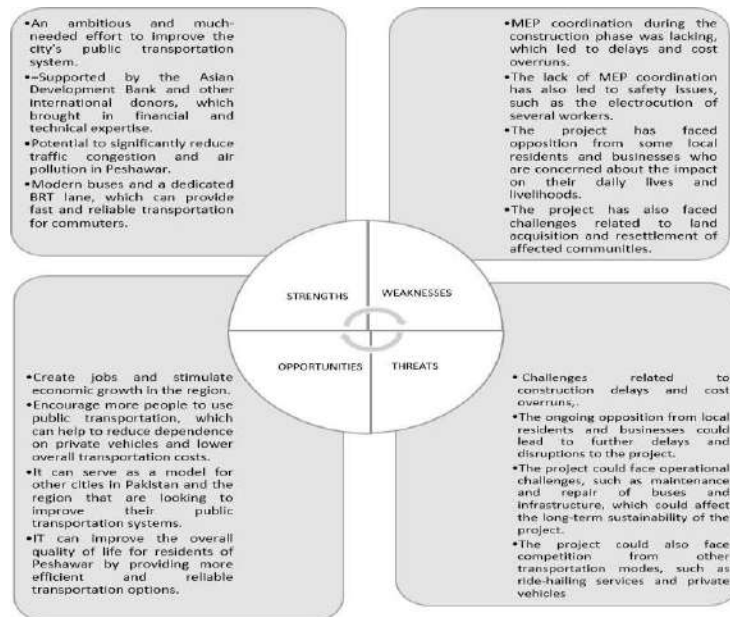 •An ambitious and much-
needed effort to improve the
city's public transportation
system.
•–Supported by the Asian
Development Bank and other
international donors, which
brought in financial and
technical expertise.
•Potential to significantly reduce
traffic congestion and air
pollution in Peshawar.
•Modern buses and a dedicated
BRT lane, which can provide
fast and reliable transportation
for commuters.
•MEP coordination during the
construction phase was lacking,
which led to delays and cost
overruns.
•The lack of MEP coordination
has also led to safety issues,
such as the electrocution of
several workers.
•The project has faced
opposition from some local
residents and businesses who
are concerned about the impact
on their daily lives and
livelihoods.
•The project has also faced
challenges related to land
acquisition and resettlement of
affected communities.
STRENGTHS
WEAKNESSES
OPPORTUNITIES
THREATS
•Create jobs and stimulate
economic growth in the region.
•Encourage more people to use
public transportation, which
can help to reduce dependence
on private vehicles and lower
overall transportation costs.
•It can serve as a model for
other cities in Pakistan and the
region that are looking to
improve their public
transportation systems.
•IT can improve the overall
quality of life for residents of
Peshawar by providing more
efficient and reliable
transportation options.
• Challenges related to
construction delays and cost
overruns,.
•The ongoing opposition from local
residents and businesses could
lead to further delays and
disruptions to the project.
•The project could face operational
challenges, such as maintenance
and repair of buses and
infrastructure, which could affect
the long-term sustainability of the
project.
•The project could also face
competition from other
transportation modes, such as
ride-hailing services and private
vehicles